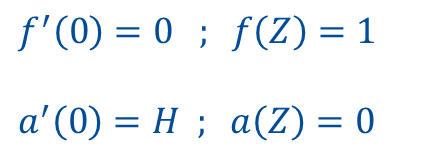 f′(0) = 0 ; f(Z) = 1
a′(0) = H ; a(Z) = 0